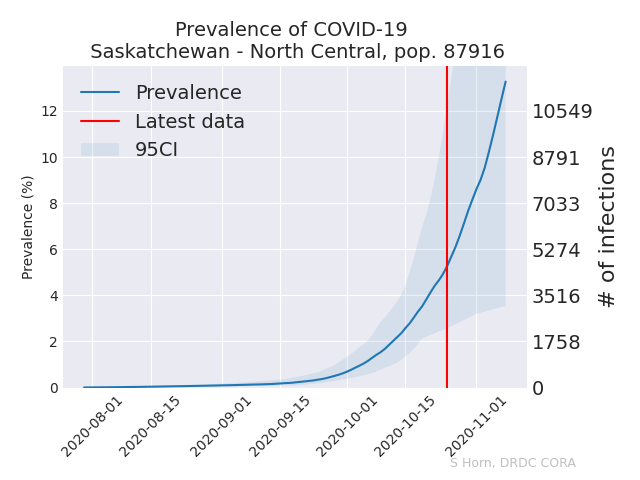 Prevalence of COVID-19
Saskatchewan - North Central, pop. 87916
Prevalence
Latest data
95CI
Prevalence (%)
12
10
8
6
4
2
0
10549
8791
7033
5274
3516
1758
0
# of infections
2020-08-01
2020-08-15
2020-09-01
2020-09-15
2020-10-01
2020-10-15
2020-11-01
S Horn, DRDC CORA